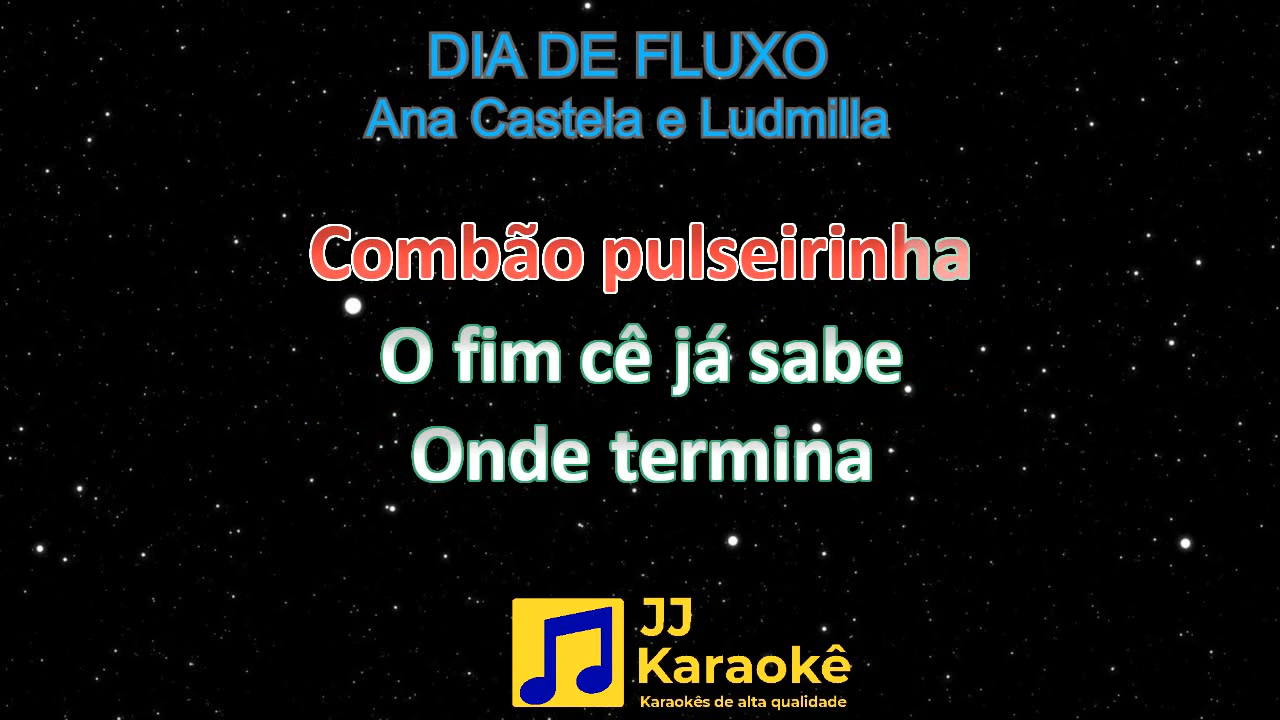 DIA DE FLUXO
Ana Castela e Ludmilla
Combão pulseirinha
O fim cê já sabe
Onde termina
JJ
Karaokê
Karaokês de alta qualidade